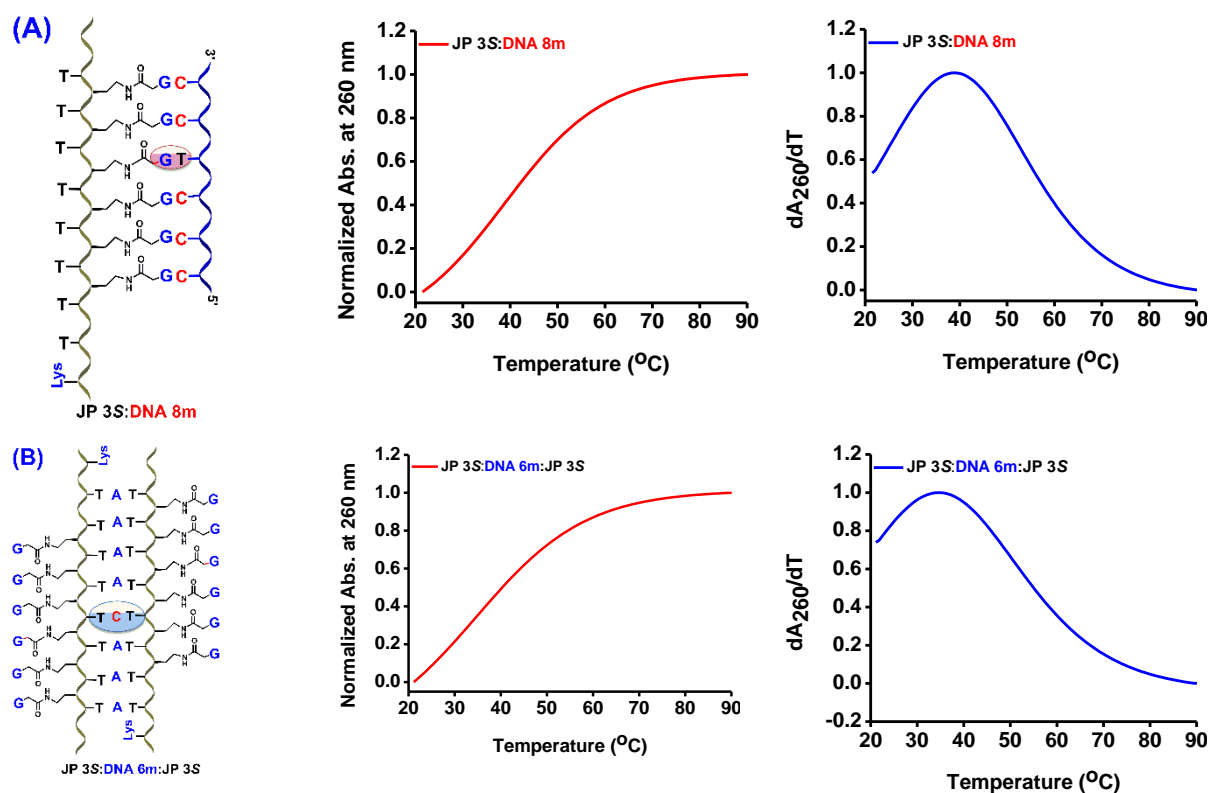 (A)
T
T
T
T
T
T
T
T
Lys
O
N
H
G C
O
N
H
G C
O
N
H
G T
O
N
H
G C
O
N
H
G C
O
N
H
G C
3'
5'
JP 3S:DNA 8m
JP 3S:DNA 8m
Normalized Abs. at 260 nm
1.2
1.0
0.8
0.6
0.4
0.2
0.0
20 30 40 50 60 70 80 90
Temperature (OC)
JP 3S:DNA 8m
dA260/dT
1.2
1.0
0.8
0.6
0.4
0.2
0.0
20 30 40 50 60 70 80 90
Temperature (OC)
(B)
Lys
T A T N H O G
T A T N H O G
G O N H T A T N H O G
G O N H T A T N H O G
G O N H T C T N H O G
G O N H T A T N H O G
G O N H T A T
G O N H T A T
Lys
JP 3S:DNA 6m:JP 3S
JP 3S:DNA 6m:JP 3S
Normalized Abs. at 260 nm
1.2
1.0
0.8
0.6
0.4
0.2
0.0
20 30 40 50 60 70 80 90
Temperature (OC)
JP 3S:DNA 6m:JP 3S
dA260/dT
1.2
1.0
0.8
0.6
0.4
0.2
0.0
-0.2
20 30 40 50 60 70 80 90
Temperature (OC)